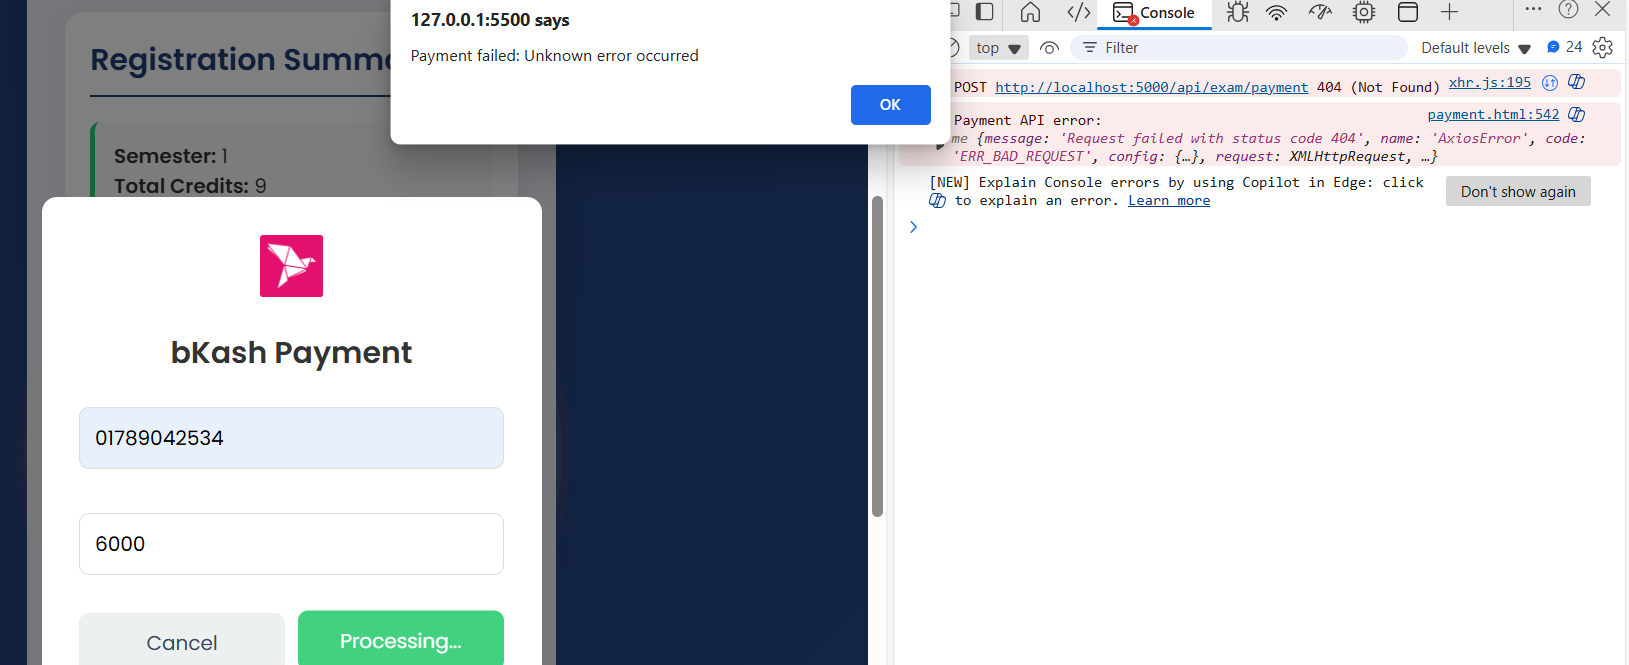 127.0.0.1:5500 says
Payment failed: Unknown error occurred
OK
Registration Summa
Semester: 1
Total Credits: 9
bKash Payment
01789042534
6000
Cancel
Processing...
Console
top
Filter
Default levels
24
POST http://localhost:5000/api/exam/payment 404 (Not Found)
xhr.js:195
Payment API error:
payment.html:542
me {message: 'Request failed with status code 404', name: 'AxiosError', code:
'ERR_BAD_REQUEST', config: {…}, request: XMLHttpRequest, …}
[NEW] Explain Console errors by using Copilot in Edge: click
to explain an error. Learn more
Don't show again